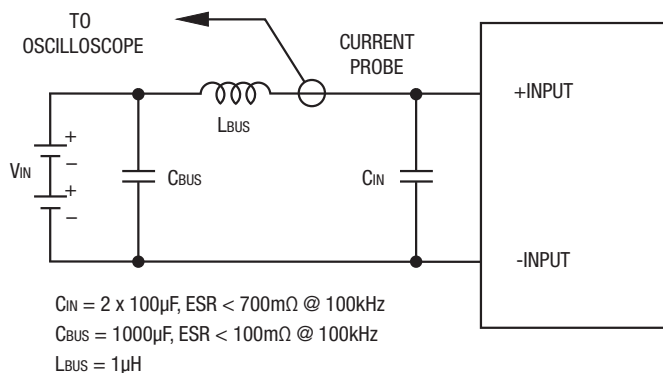 TO
OSCILLOSCOPE
CURRENT
PROBE
+INPUT
LBUS
+
VIN
−
+
−
CBUS
CIN
-INPUT
CIN = 2 x 100µF, ESR < 700mΩ @ 100kHz
CBUS = 1000µF, ESR < 100mΩ @ 100kHz
LBUS = 1µH